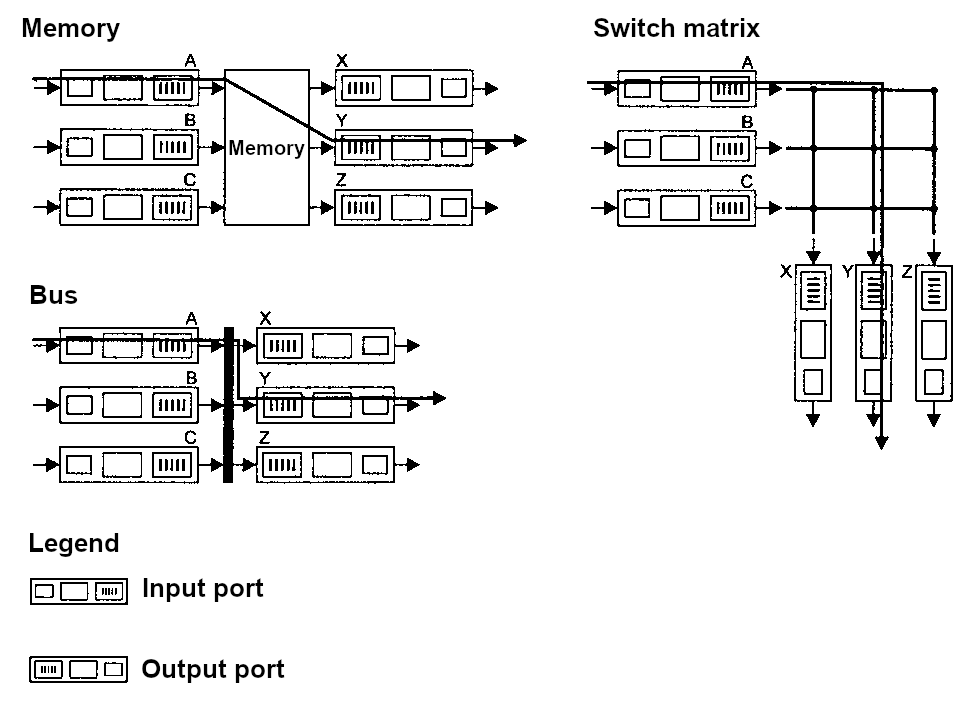 Memory
A
B
C
Memory
X
Y
Z
Switch matrix
A
B
C
X
Y
Z
Bus
A
B
C
X
Y
Z
Legend
Input port
Output port